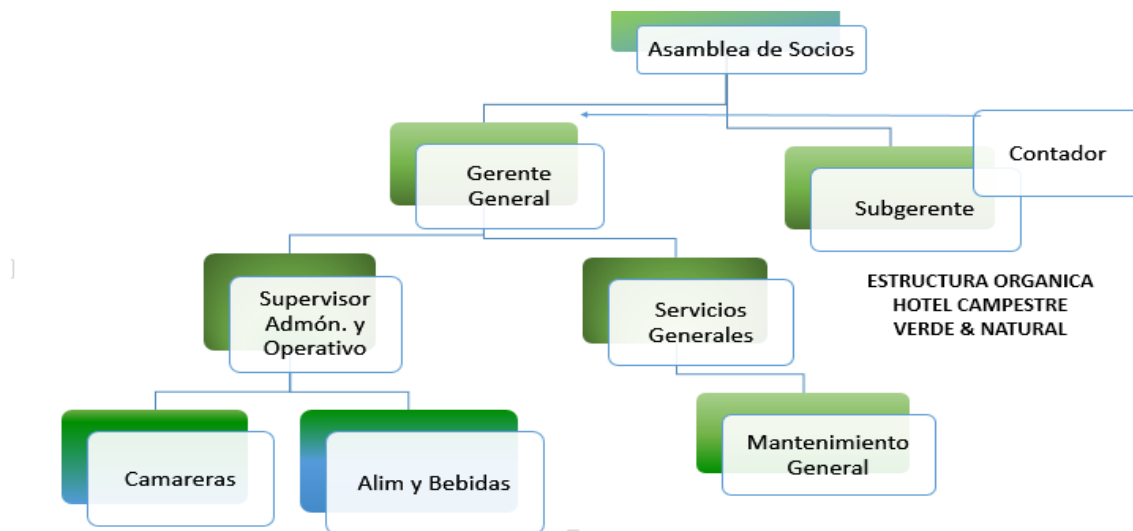 Asamblea de Socios
Contador
Gerente
General
Subgerente
ESTRUCTURA ORGANICA
HOTEL CAMPESTRE
VERDE & NATURAL
Supervisor
Admón. y
Operativo
Servicios
Generales
Mantenimiento
General
Camareras
Alim y Bebidas